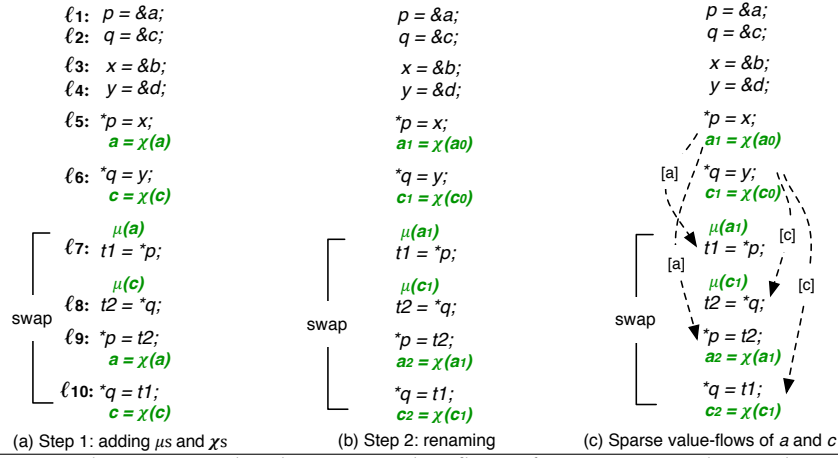 ℓ1: p = &a;
ℓ2: q = &c;
ℓ3: x = &b;
ℓ4: y = &d;
ℓ5: *p = x;
a = χ(a)
ℓ6: *q = y;
c = χ(c)
μ(a)
ℓ7: t1 = *p;
μ(c)
ℓ8: t2 = *q;
swap
ℓ9: *p = t2;
a = χ(a)
ℓ10: *q = t1;
c = χ(c)
(a) Step 1: adding μs and χs
p = &a;
q = &c;
x = &b;
y = &d;
*p = x;
a1 = χ(a0)
*q = y;
c1 = χ(c0)
μ(a1)
t1 = *p;
μ(c1)
t2 = *q;
swap
*p = t2;
a2 = χ(a1)
*q = t1;
c2 = χ(c1)
(b) Step 2: renaming
p = &a;
q = &c;
x = &b;
y = &d;
*p = x;
a1 = χ(a0)
[a]
*q = y;
c1 = χ(c0)
μ(a1)
[c]
t1 = *p;
[a]
μ(c1)
[c]
t2 = *q;
swap
*p = t2;
a2 = χ(a1)
*q = t1;
c2 = χ(c1)
(c) Sparse value-flows of a and c